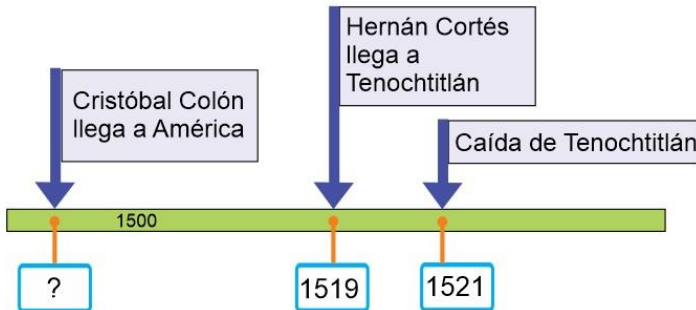 Hernán Cortés
llega a
Tenochtitlán
Cristóbal Colón
llega a América
Caída de Tenochtitlán
1500
?
1519
1521